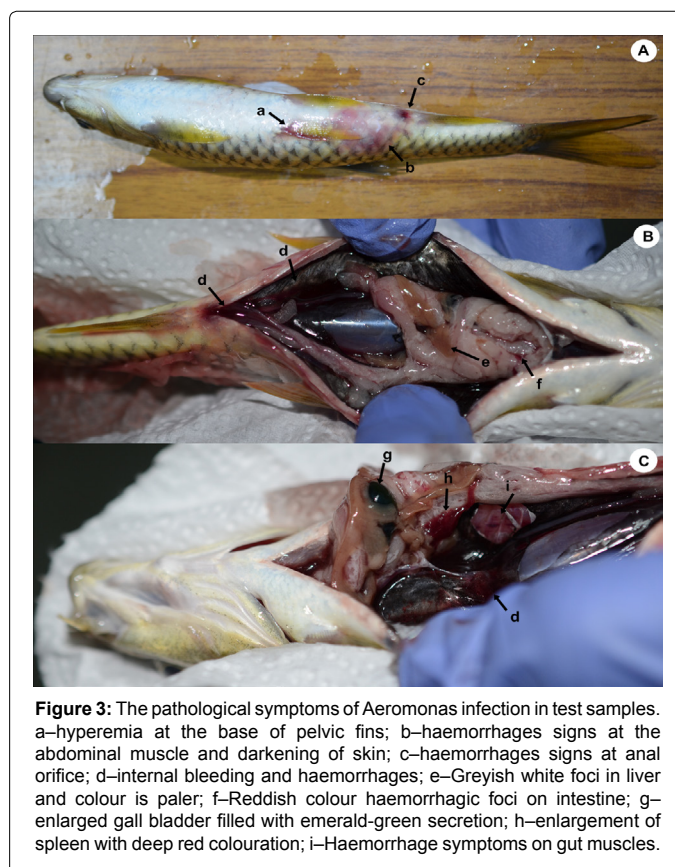 A
a
c
b
B
d
d
e
f
C
g
h
i
d
Figure 3: The pathological symptoms of Aeromonas infection in test samples.
a–hyperemia at the base of pelvic fins; b–haemorrhages signs at the
abdominal muscle and darkening of skin; c–haemorrhages signs at anal
orifice; d–internal bleeding and haemorrhages; e–Greyish white foci in liver
and colour is paler; f–Reddish colour haemorrhagic foci on intestine; g–
enlarged gall bladder filled with emerald-green secretion; h–enlargement of
spleen with deep red colouration; i–Haemorrhage symptoms on gut muscles.